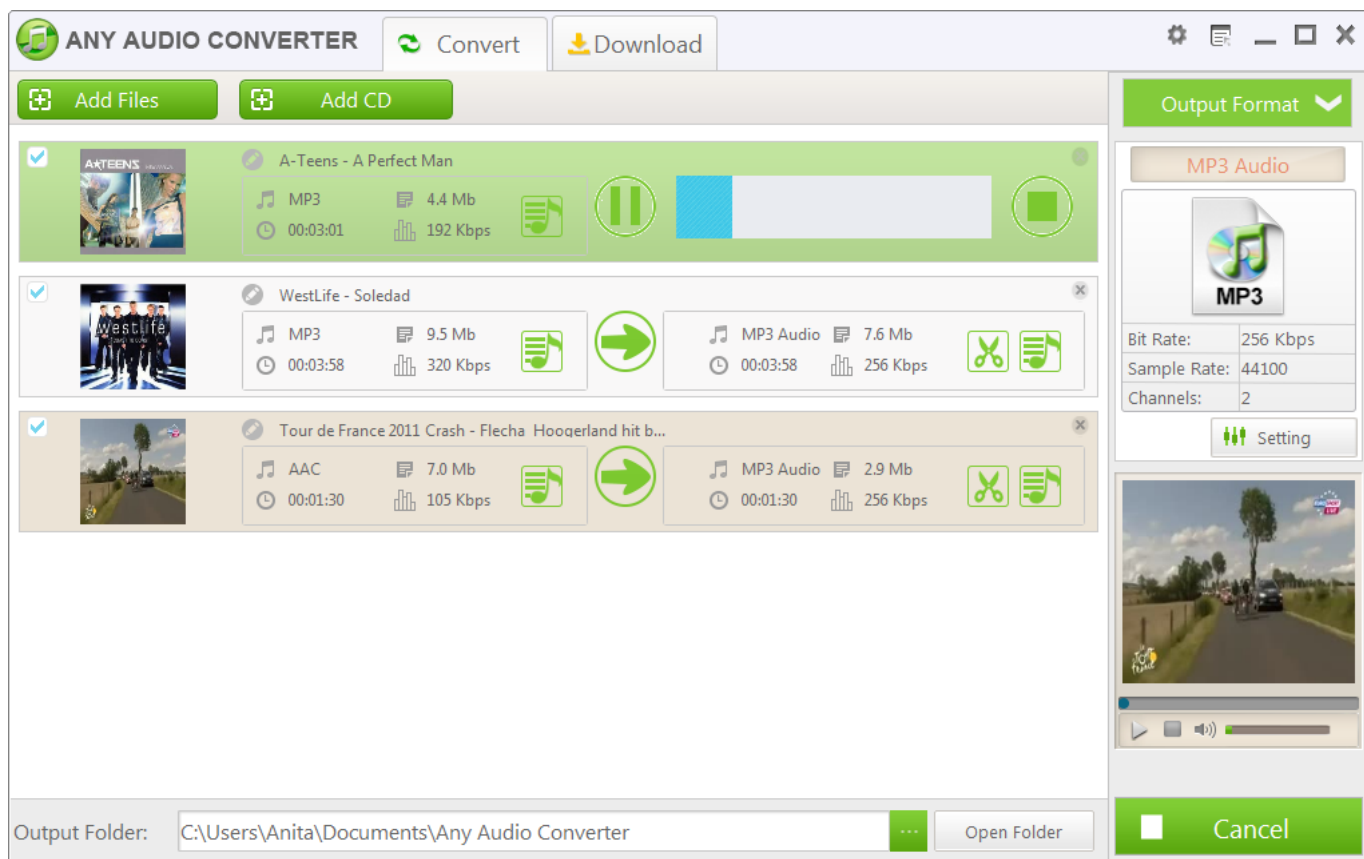 ANY AUDIO CONVERTER
Convert
Download
Add Files
Add CD
Output Format
A★TEENS
A-Teens - A Perfect Man
MP3
4.4 Mb
00:03:01
192 Kbps
MP3 Audio
MP3
Bit Rate: 256 Kbps
Sample Rate: 44100
Channels: 2
Setting
westlife
WestLife - Soledad
MP3
9.5 Mb
00:03:58
320 Kbps
MP3 Audio
7.6 Mb
00:03:58
256 Kbps
Tour de France 2011 Crash - Flecha Hoogerland hit b...
AAC
7.0 Mb
00:01:30
105 Kbps
MP3 Audio
2.9 Mb
00:01:30
256 Kbps
Output Folder: C:\Users\Anita\Documents\Any Audio Converter
...
Open Folder
Cancel